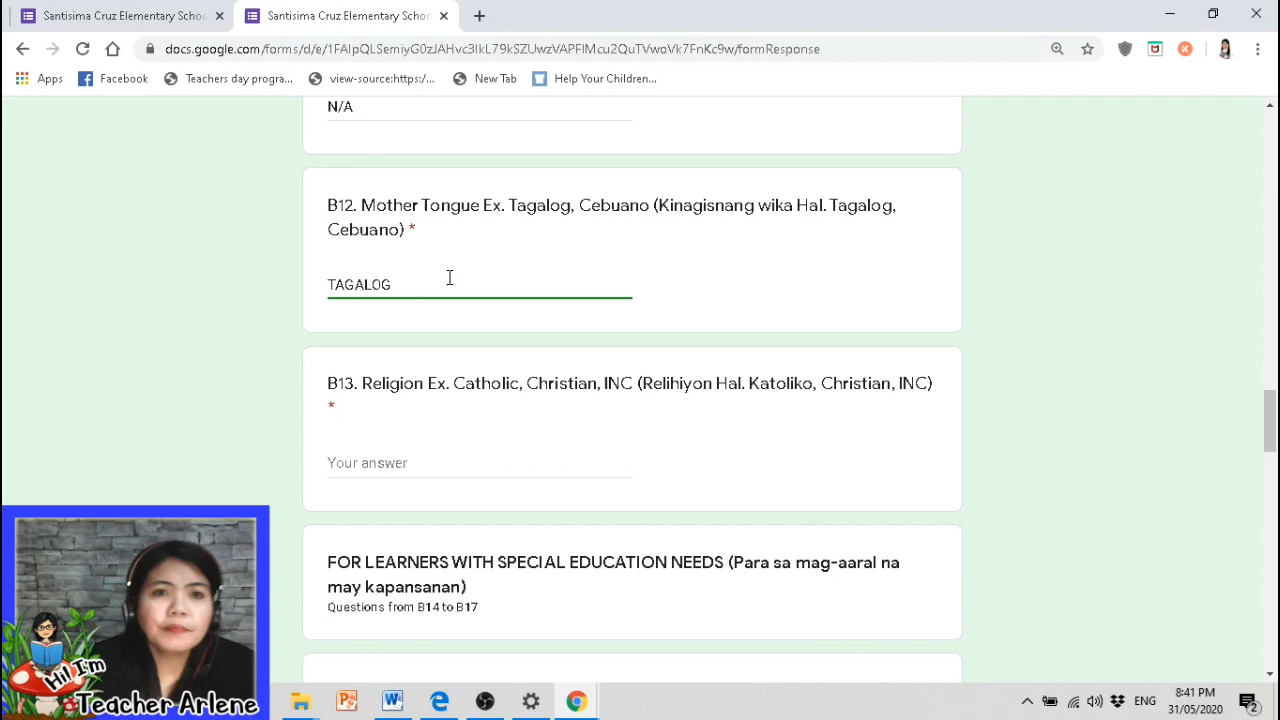 Santisima Cruz Elementary Schoo
Santisima Cruz Elementary Schoo
docs.google.com/forms/d/e/1FAIpQLSemiyG0zJAHvc3IkL79kSZUwzVAPFIMcu2QuTVwoVk7FnKc9w/formResponse
Apps
Facebook
Teachers day progra...
view-source:https:/...
New Tab
Help Your Children...
N/A
B12. Mother Tongue Ex. Tagalog, Cebuano (Kinagisnang wika Hal. Tagalog,
Cebuano) *
TAGALOG
B13. Religion Ex. Catholic, Christian, INC (Relihiyon Hal. Katoliko, Christian, INC)
*
Your answer
FOR LEARNERS WITH SPECIAL EDUCATION NEEDS (Para sa mag-aaral na
may kapansanan)
Questions from B14 to B17
Hi! I'm
Teacher Arlene
ENG
8:41 PM
31/05/2020
2